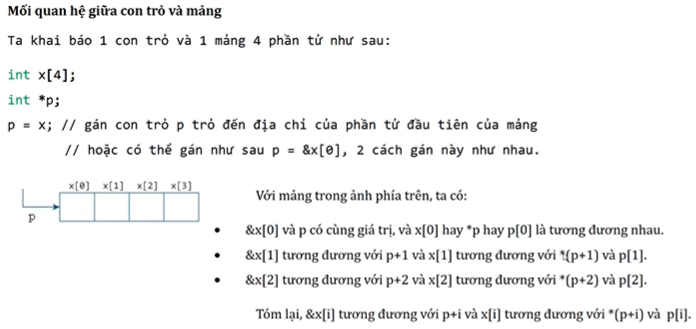 Mối quan hệ giữa con trỏ và mảng
Ta khai báo 1 con trỏ và 1 mảng 4 phần tử như sau:
int x[4];
int *p;
p = x; // gán con trỏ p trỏ đến địa chỉ của phần tử đầu tiên của mảng
// hoặc có thể gán như sau p = &x[0], 2 cách gán này như nhau.
x[0] x[1] x[2] x[3]
p
Với mảng trong ảnh phía trên, ta có:
• &x[0] và p có cùng giá trị, và x[0] hay *p hay p[0] là tương đương nhau.
• &x[1] tương đương với p+1 và x[1] tương đương với *(p+1) và p[1].
• &x[2] tương đương với p+2 và x[2] tương đương với *(p+2) và p[2].
Tóm lại, &x[i] tương đương với p+i và x[i] tương đương với *(p+i) và p[i].